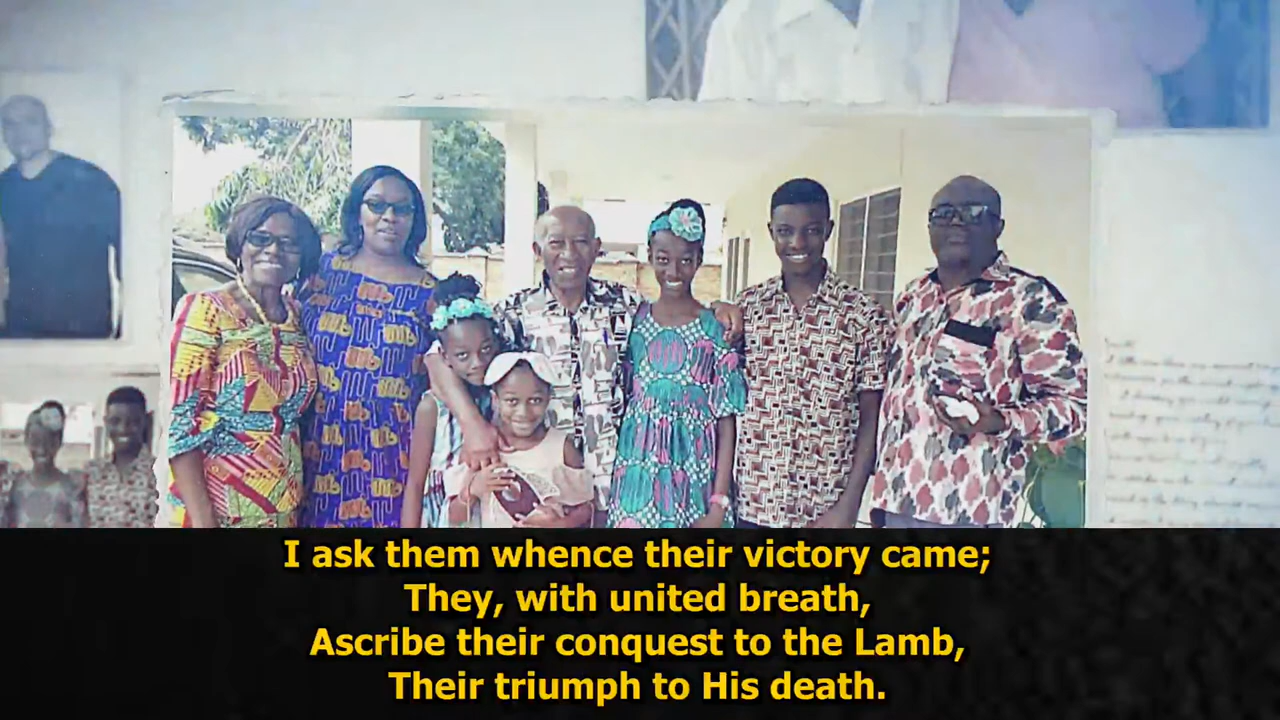 I ask them whence their victory came;
They, with united breath,
Ascribe their conquest to the Lamb,
Their triumph to His death.